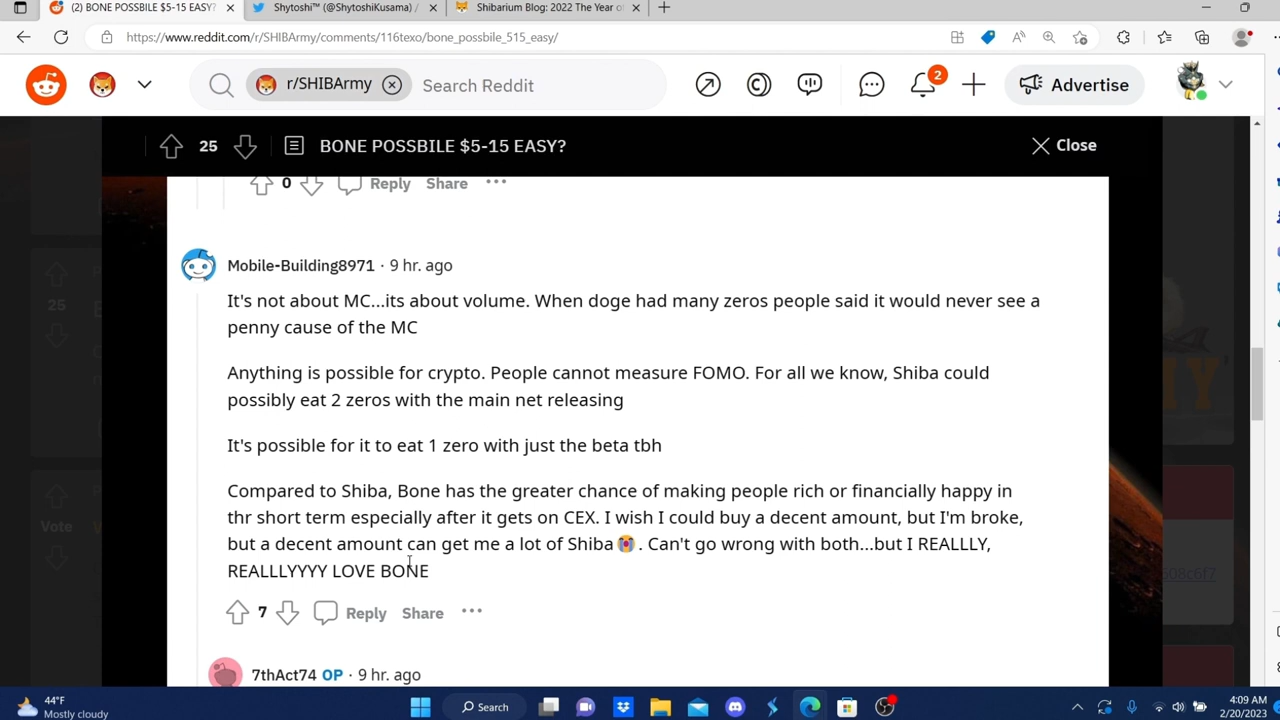 (2) BONE POSSBILE $5-15 EASY?
Shytoshi™ (@ShytoshiKusama) /
Shibarium Blog: 2022 The Year of
https://www.reddit.com/r/SHIBArmy/comments/116texo/bone_possbile_515_easy/
r/SHIBArmy
Search Reddit
2
Advertise
25
BONE POSSBILE $5-15 EASY?
Close
0
Reply
Share
25
Vote
Mobile-Building8971 · 9 hr. ago
It's not about MC...its about volume. When doge had many zeros people said it would never see a
penny cause of the MC
Anything is possible for crypto. People cannot measure FOMO. For all we know, Shiba could
possibly eat 2 zeros with the main net releasing
It's possible for it to eat 1 zero with just the beta tbh
Compared to Shiba, Bone has the greater chance of making people rich or financially happy in
thr short term especially after it gets on CEX. I wish I could buy a decent amount, but I'm broke,
but a decent amount can get me a lot of Shiba😭. Can't go wrong with both...but I REALLLY,
REALLLYYYY LOVE BONE
7
Reply
Share
7thAct74 OP · 9 hr. ago
44°F
Mostly cloudy
Search
4:09 AM
2/20/2023